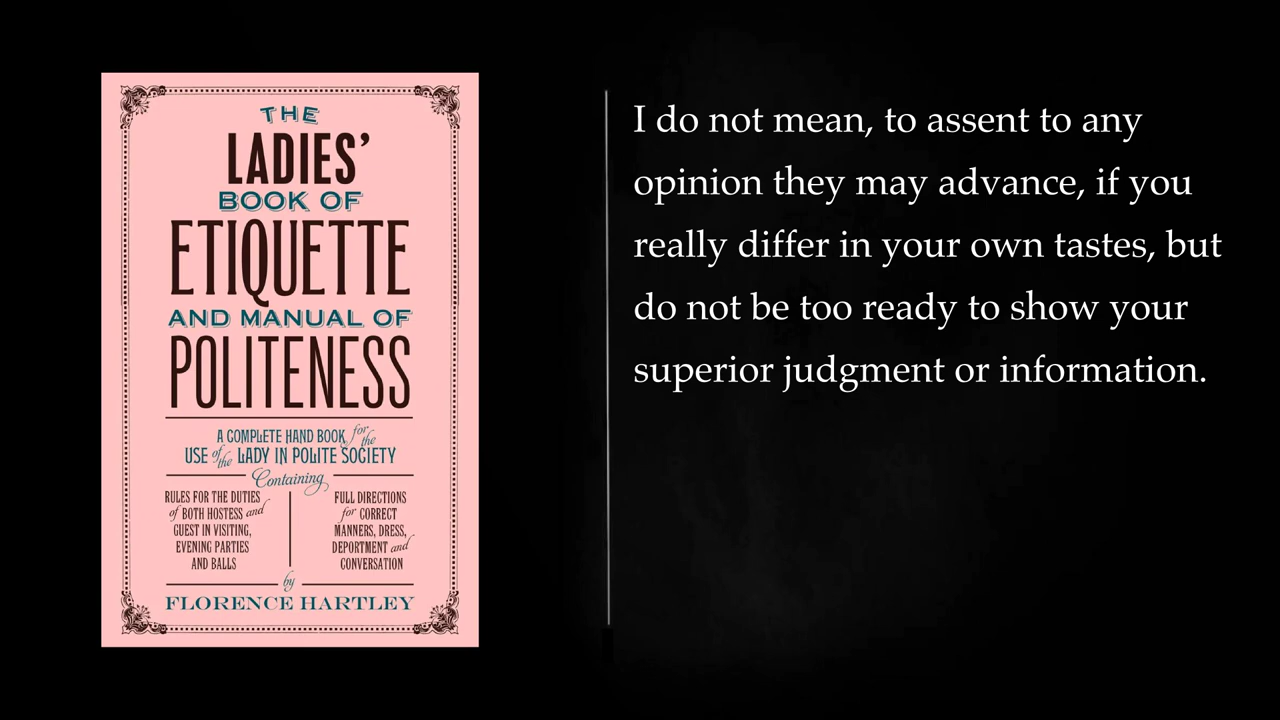 THE
LADIES'
BOOK OF
ETIQUETTE
AND MANUAL OF
POLITENESS
A COMPLETE HAND BOOK for the
USE of the LADY IN POLITE SOCIETY
Containing
RULES FOR THE DUTIES
of BOTH HOSTESS and
GUEST IN VISITING,
EVENING PARTIES
AND BALLS
FULL DIRECTIONS
for CORRECT
MANNERS, DRESS,
DEPORTMENT and
CONVERSATION
by
FLORENCE HARTLEY
I do not mean, to assent to any
opinion they may advance, if you
really differ in your own tastes, but
do not be too ready to show your
superior judgment or information.